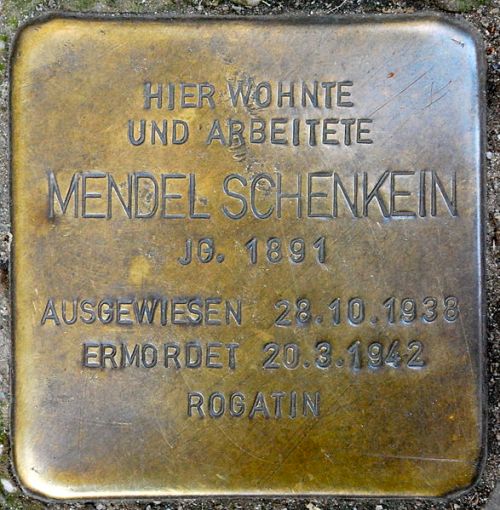 HIER WOHNTE
UND ARBEITETE
MENDEL SCHENKEIN
JG. 1891
AUSGEWIESEN 28.10.1938
ERMORDET 20.3.1942
ROGATIN